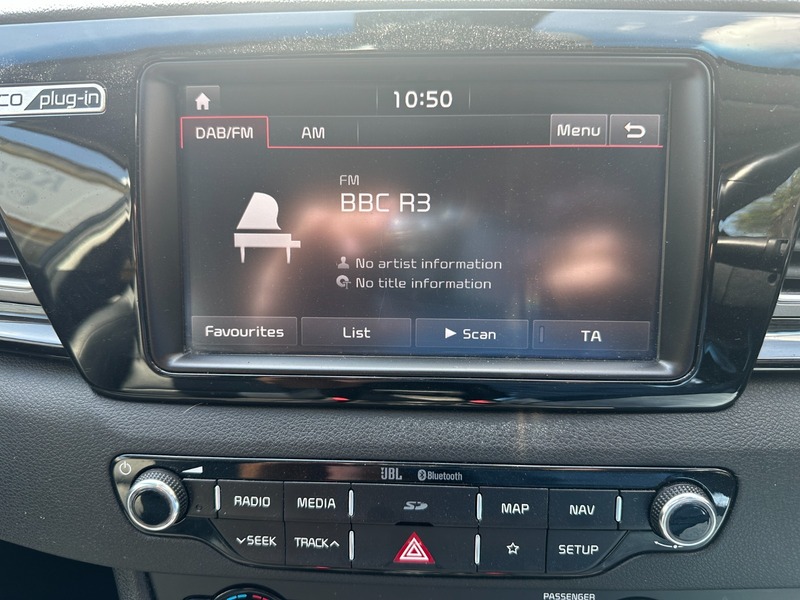 co plug-in
10:50
DAB/FM AM Menu
FM
BBC R3
No artist information
No title information
Favourites List Scan TA
JBL Bluetooth
RADIO MEDIA SD MAP NAV
SEEK TRACK SETUP
PASSENGER